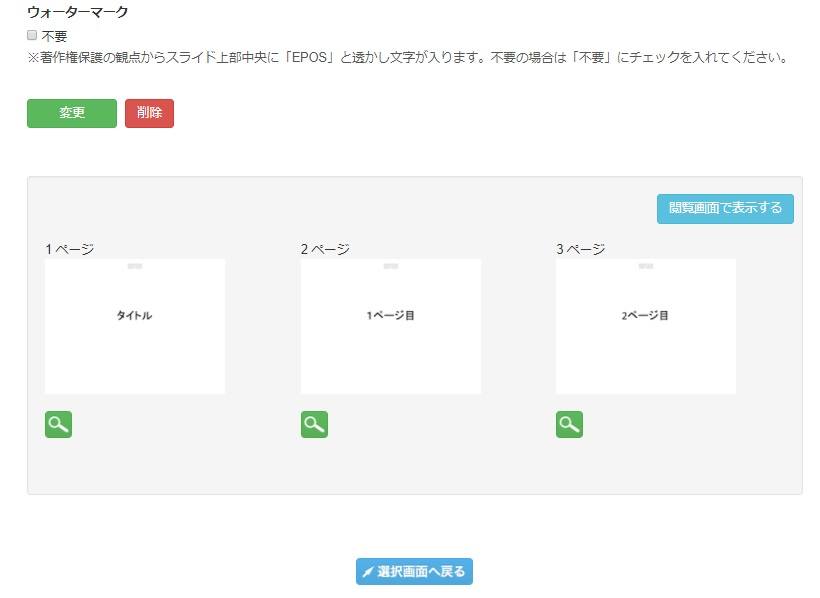 ウォーターマーク
不要
※著作権保護の観点からスライド上部中央に「EPOS」と透かし文字が入ります。不要の場合は「不要」にチェックを入れてください。
変更 削除
閲覧画面で表示する
1 ページ 2 ページ 3 ページ
タイトル 1ページ目 2ページ目
選択画面へ戻る